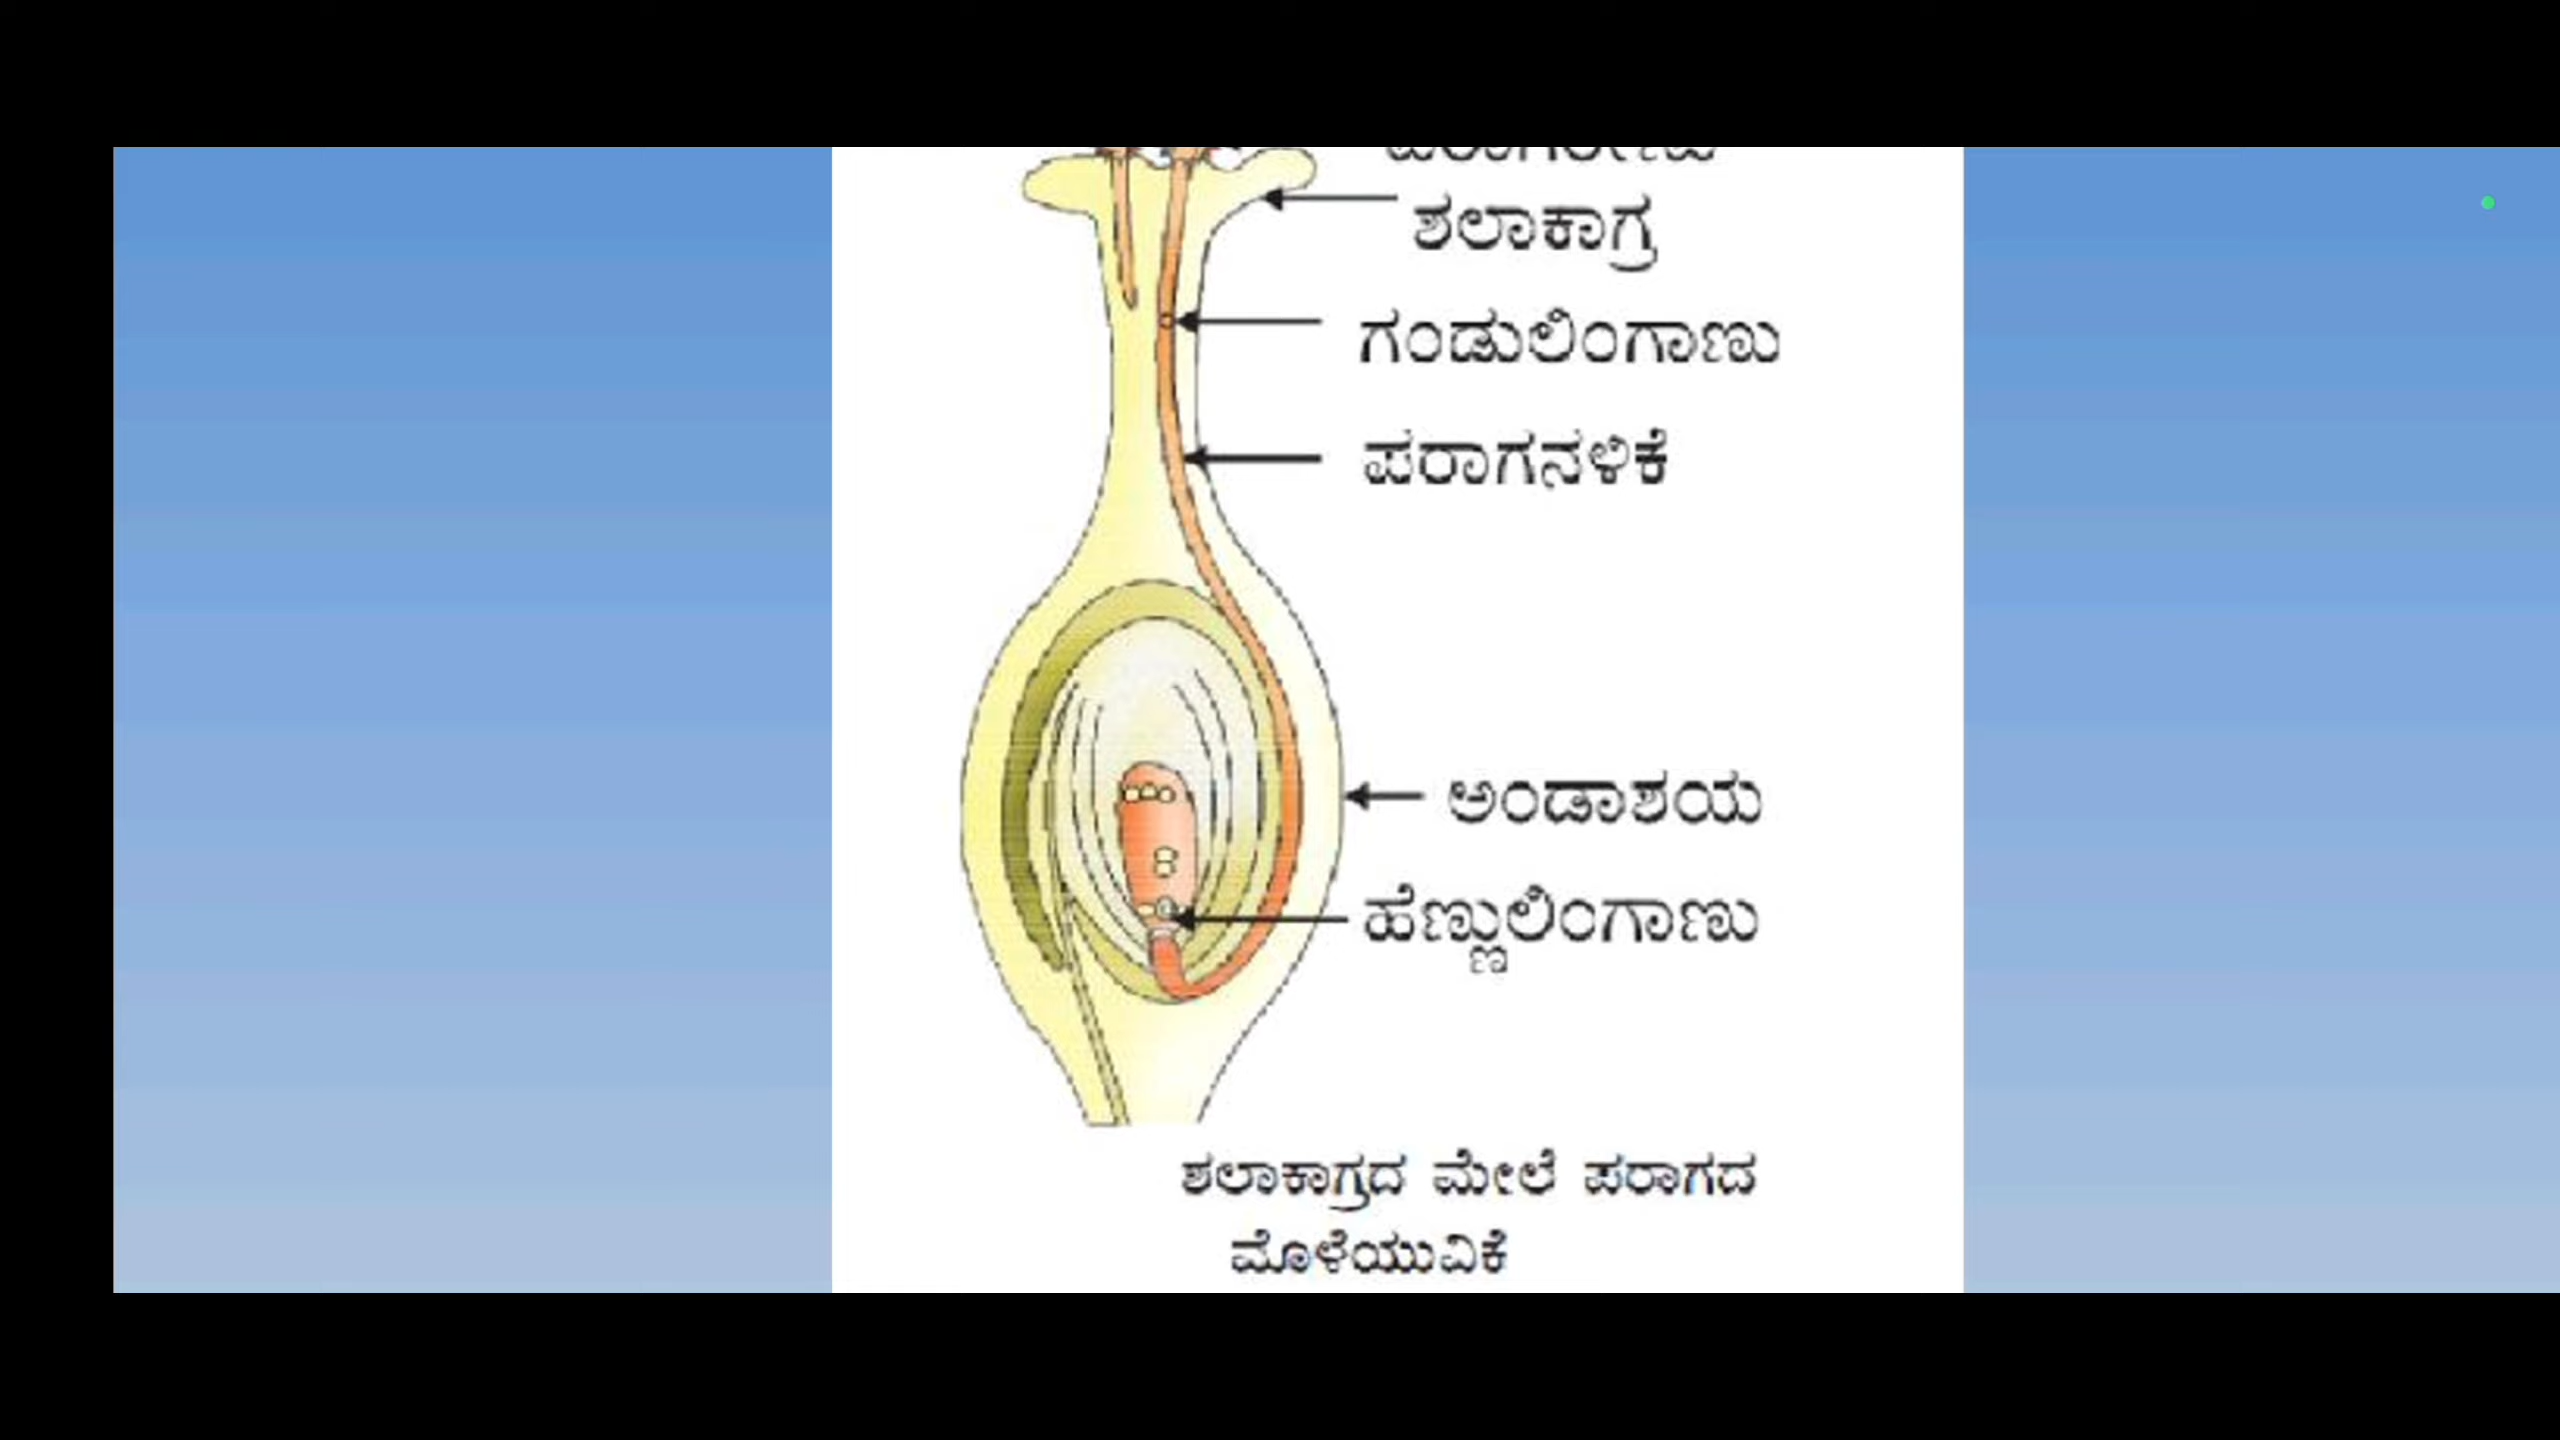 ಶಲಾಕಾಗ್ರ
ಗಂಡುಲಿಂಗಾಣು
ಪರಾಗನಳಿಕೆ
ಅಂಡಾಶಯ
ಹೆಣ್ಣುಲಿಂಗಾಣು
ಶಲಾಕಾಗ್ರದ ಮೇಲೆ ಪರಾಗದ
ಮೊಳೆಯುವಿಕೆ